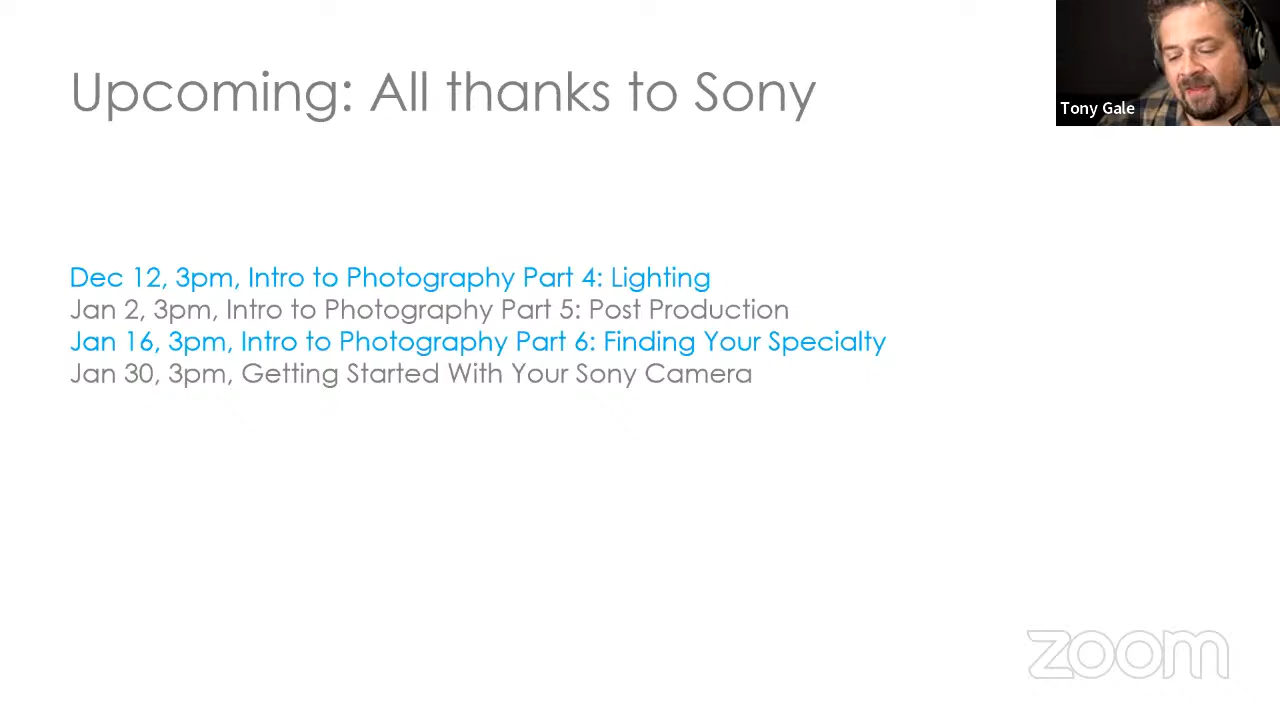 Upcoming: All thanks to Sony
Tony Gale
Dec 12, 3pm, Intro to Photography Part 4: Lighting
Jan 2, 3pm, Intro to Photography Part 5: Post Production
Jan 16, 3pm, Intro to Photography Part 6: Finding Your Specialty
Jan 30, 3pm, Getting Started With Your Sony Camera
zoom